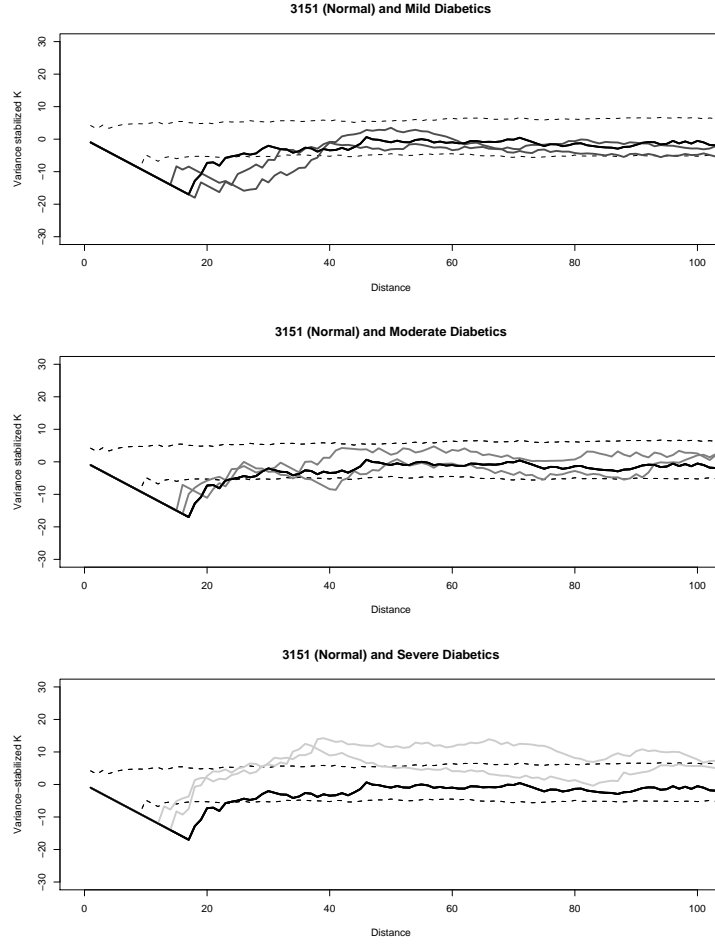 3151 (Normal) and Mild Diabetics
Variance stabilized K
30
20
10
0
−10
−20
−30
0 20 40 60 80 100
Distance
3151 (Normal) and Moderate Diabetics
Variance stabilized K
30
20
10
0
−10
−20
−30
0 20 40 60 80 100
Distance
3151 (Normal) and Severe Diabetics
Variance−stabilized K
30
20
10
0
−10
−20
−30
0 20 40 60 80 100
Distance